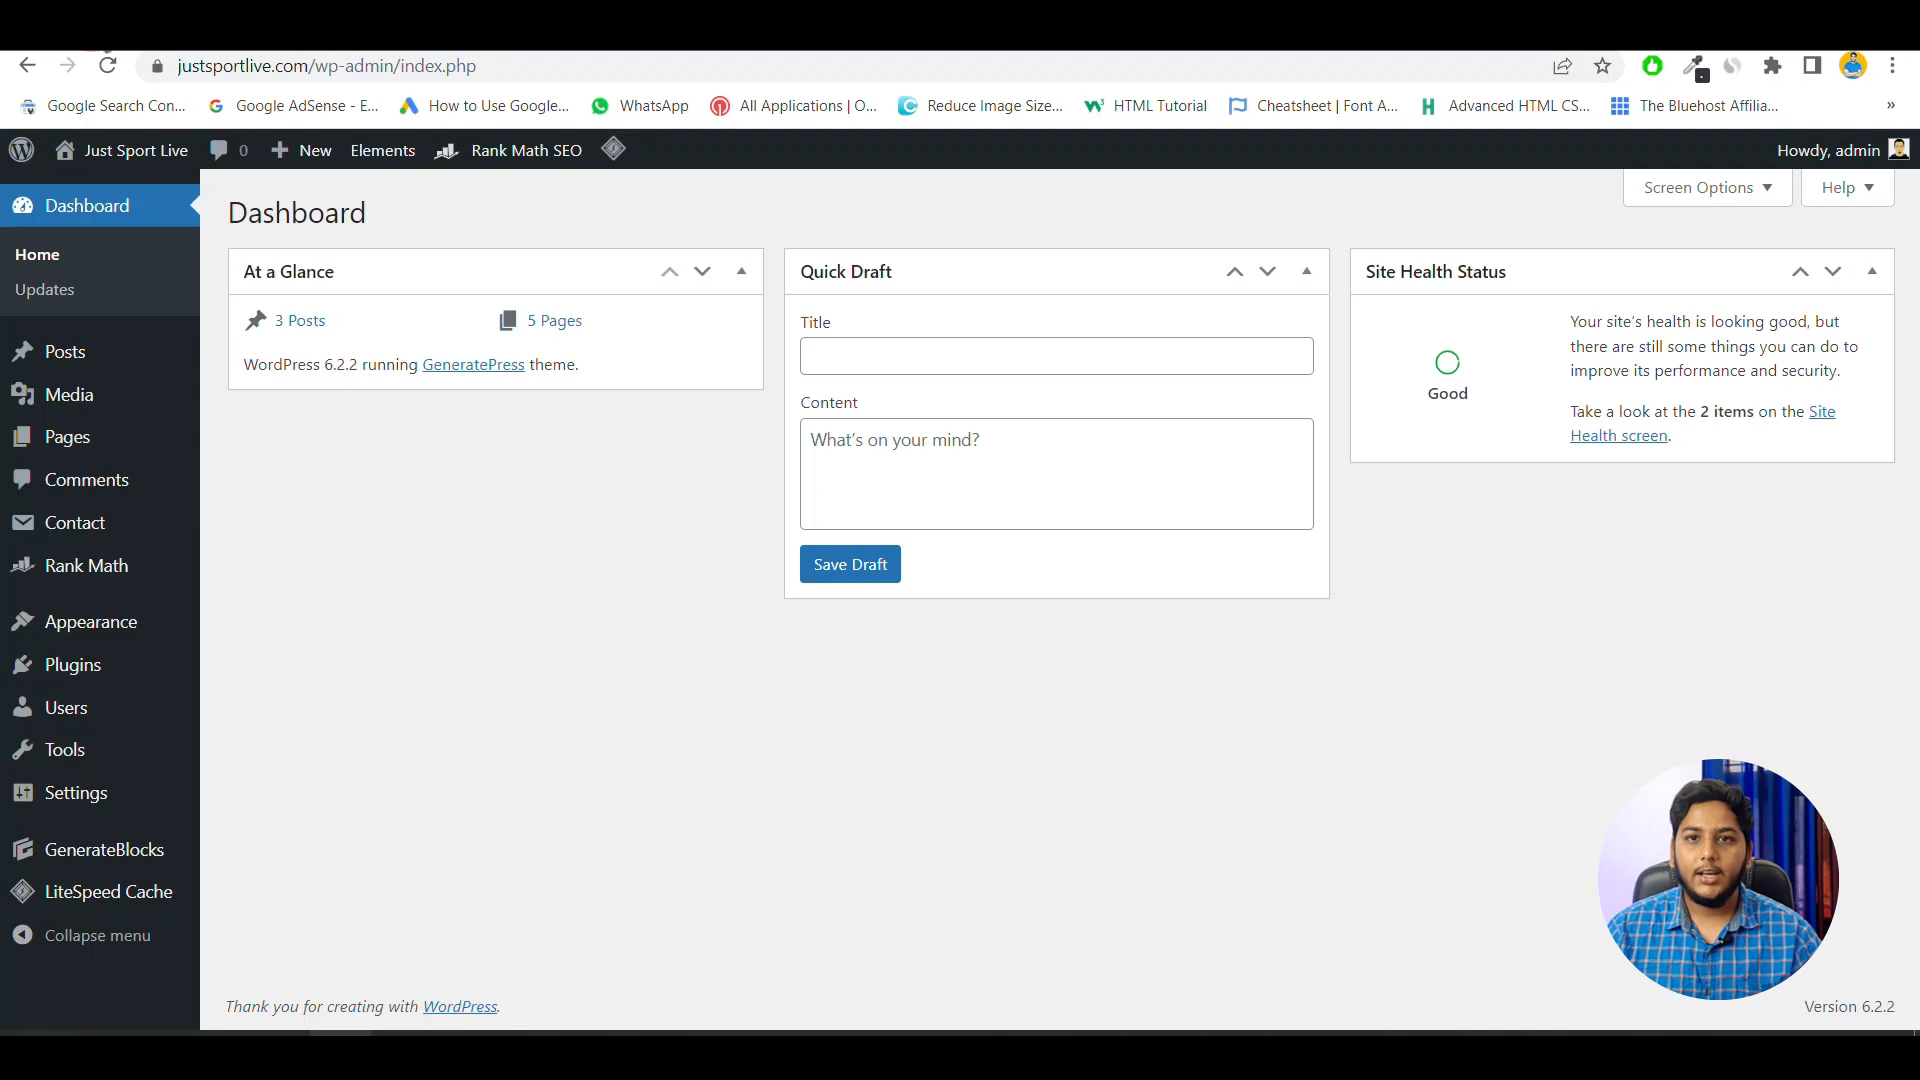 justsportlive.com/wp-admin/index.php
Google Search Con...
Google AdSense - E...
How to Use Google...
WhatsApp
All Applications | O...
Reduce Image Size...
HTML Tutorial
Cheatsheet | Font A...
Advanced HTML CS...
The Bluehost Affilia...
»
Just Sport Live
0
New
Elements
Rank Math SEO
Howdy, admin
Screen Options
Help
Dashboard
Home
Updates
Posts
Media
Pages
Comments
Contact
Rank Math
Appearance
Plugins
Users
Tools
Settings
GenerateBlocks
LiteSpeed Cache
Collapse menu
Dashboard
At a Glance
3 Posts
5 Pages
WordPress 6.2.2 running GeneratePress theme.
Quick Draft
Title
Content
What's on your mind?
Save Draft
Site Health Status
Good
Your site's health is looking good, but
there are still some things you can do to
improve its performance and security.
Take a look at the 2 items on the Site
Health screen.
Thank you for creating with WordPress.
Version 6.2.2